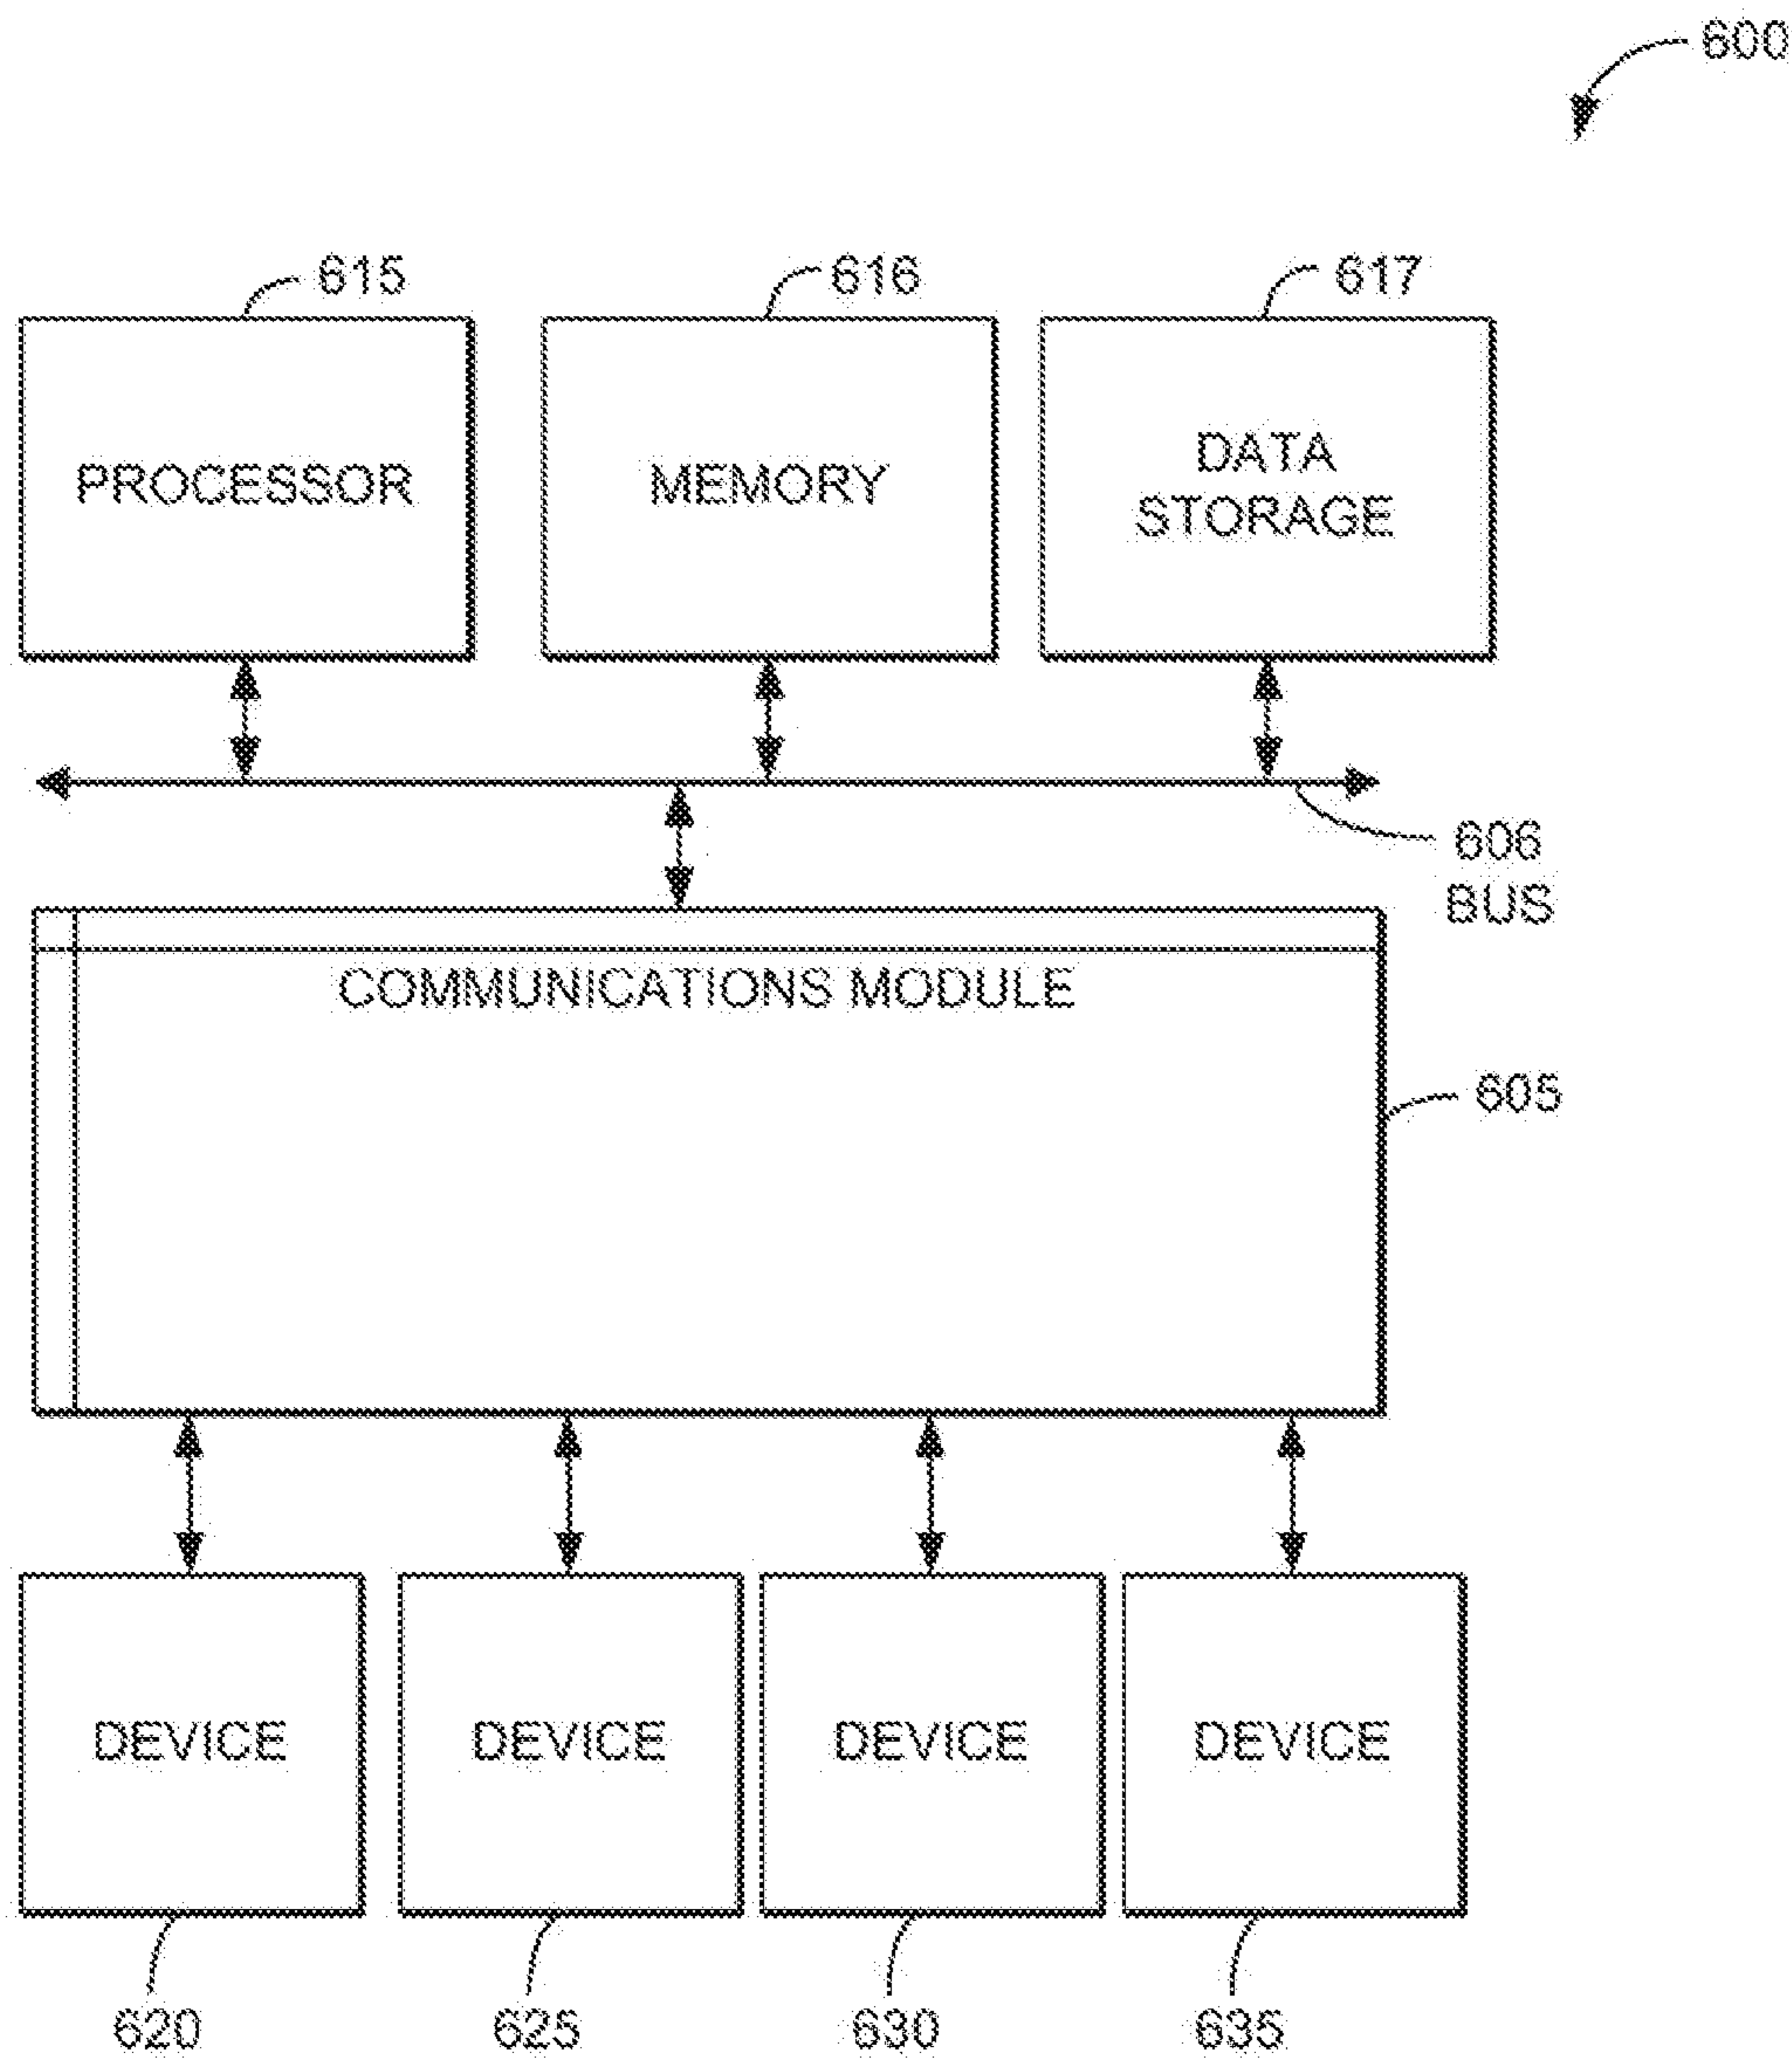 600
615
616
617
PROCESSOR
MEMORY
DATA
STORAGE
606
BUS
COMMUNICATIONS MODULE
605
DEVICE
DEVICE
DEVICE
DEVICE
620
625
630
635